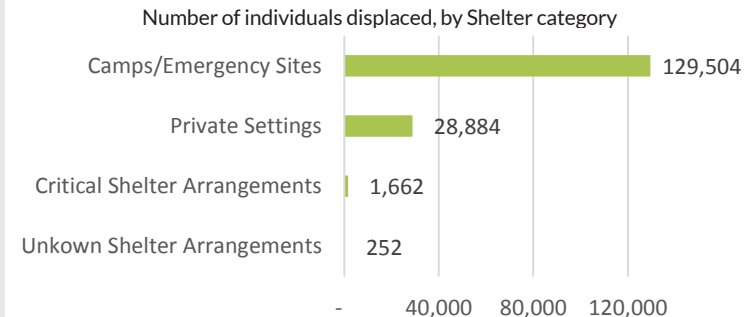 Number of individuals displaced, by Shelter category
Camps/Emergency Sites 129,504
Private Settings 28,884
Critical Shelter Arrangements 1,662
Unkown Shelter Arrangements 252
- 40,000 80,000 120,000